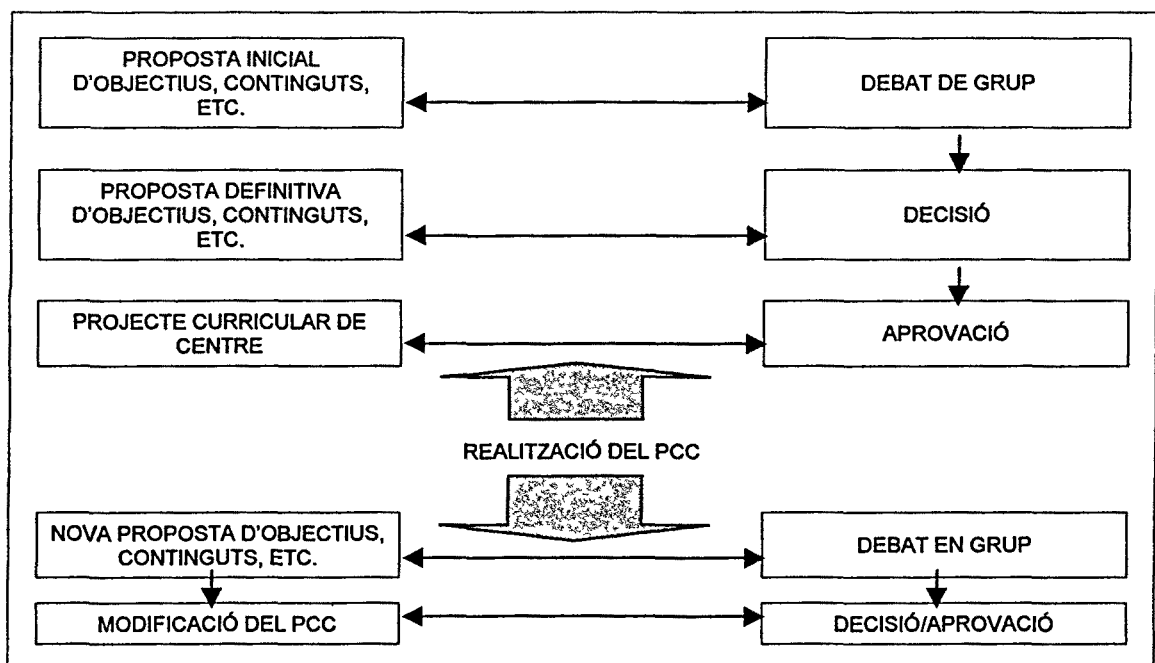 PROPOSTA INICIAL
D'OBJECTIUS, CONTINGUTS,
ETC.
DEBAT DE GRUP
PROPOSTA DEFINITIVA
D'OBJECTIUS, CONTINGUTS,
ETC.
DECISIÓ
PROJECTE CURRICULAR DE
CENTRE
APROVACIÓ
REALITZACIÓ DEL PCC
NOVA PROPOSTA D'OBJECTIUS,
CONTINGUTS, ETC.
DEBAT EN GRUP
MODIFICACIÓ DEL PCC
DECISIÓ/APROVACIÓ